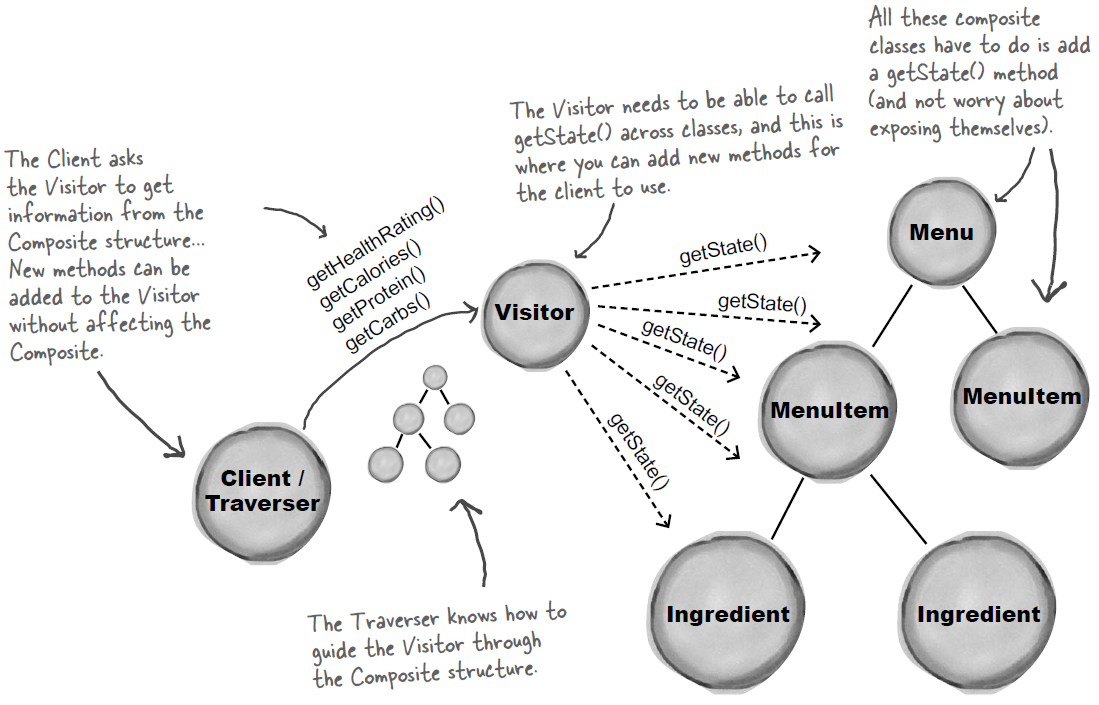 All these composite
classes have to do is add
a getState() method
(and not worry about
exposing themselves).
The Visitor needs to be able to call
getState() across classes, and this is
where you can add new methods for
the client to use.
The Client asks
the Visitor to get
information from the
Composite structure...
New methods can be
added to the Visitor
without affecting the
Composite.
getHealthRating()
getCalories()
getProtein()
getCarbs()
Visitor
getState()
getState()
getState()
getState()
getState()
Menu
MenuItem
MenuItem
Client /
Traverser
Ingredient
Ingredient
The Traverser knows how to
guide the Visitor through
the Composite structure.